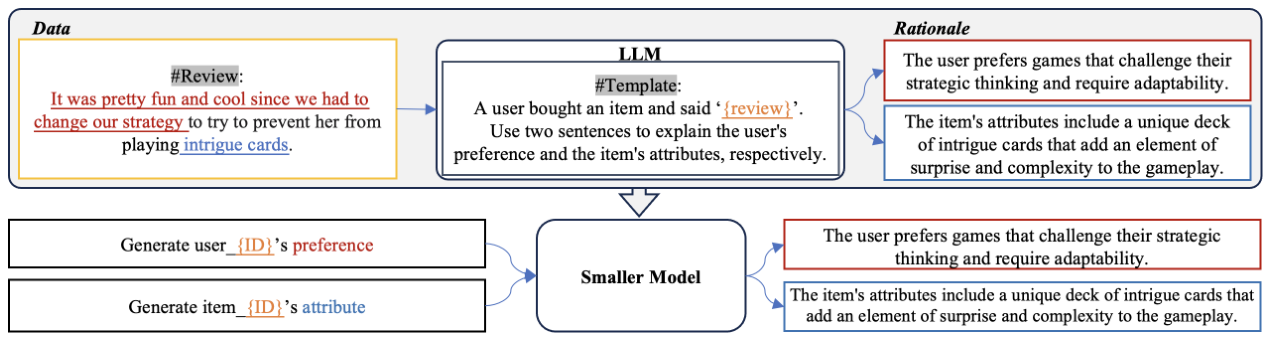 Data
#Review:
It was pretty fun and cool since we had to
change our strategy to try to prevent her from
playing intrigue cards.
LLM
#Template:
A user bought an item and said ‘{review}’.
Use two sentences to explain the user's
preference and the item's attributes, respectively.
Rationale
The user prefers games that challenge their
strategic thinking and require adaptability.
The item's attributes include a unique deck
of intrigue cards that add an element of
surprise and complexity to the gameplay.
Generate user_{ID}’s preference
Generate item_{ID}’s attribute
Smaller Model
The user prefers games that challenge their strategic
thinking and require adaptability.
The item's attributes include a unique deck of intrigue cards that
add an element of surprise and complexity to the gameplay.